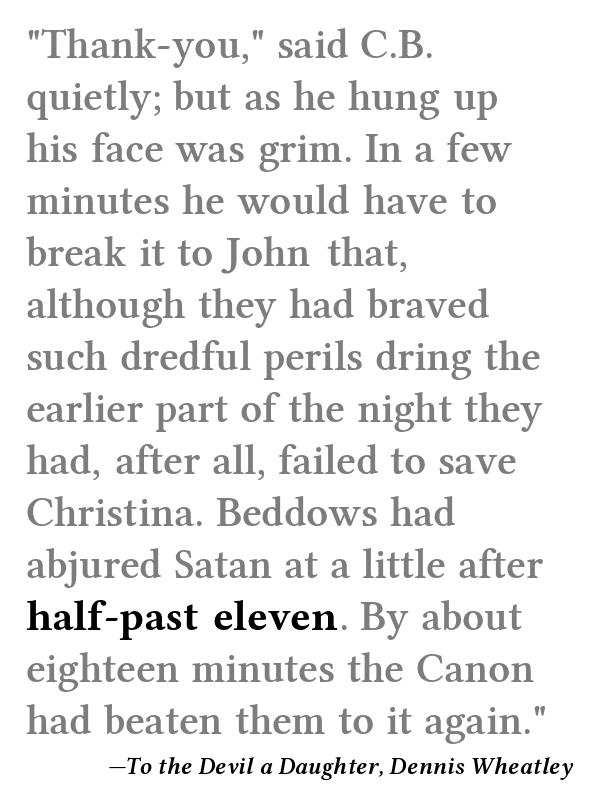 "Thank-you," said C.B.
quietly; but as he hung up
his face was grim. In a few
minutes he would have to
break it to John that,
although they had braved
such dredful perils dring the
earlier part of the night they
had, after all, failed to save
Christina. Beddows had
abjured Satan at a little after
half-past eleven. By about
eighteen minutes the Canon
had beaten them to it again."
—To the Devil a Daughter, Dennis Wheatley